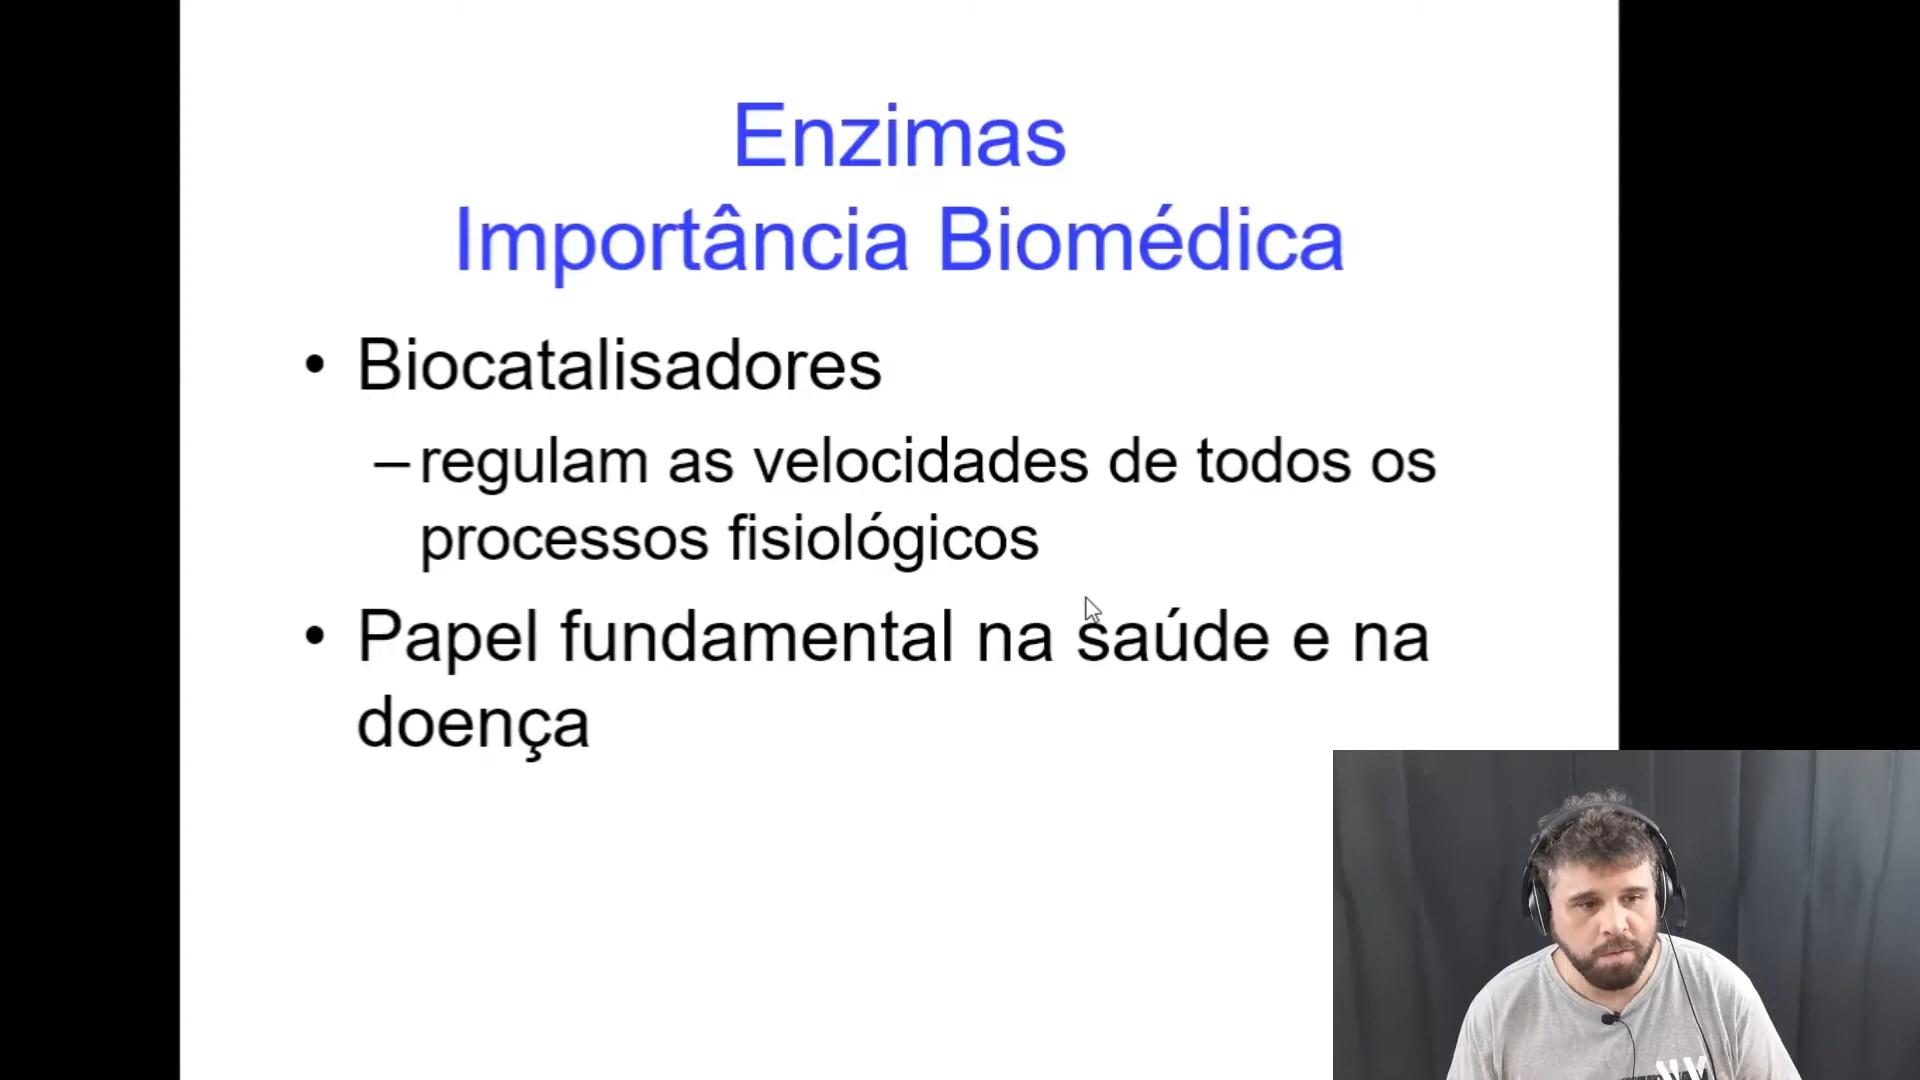 Enzimas
Importância Biomédica
• Biocatalisadores
– regulam as velocidades de todos os
processos fisiológicos
• Papel fundamental na saúde e na
doença